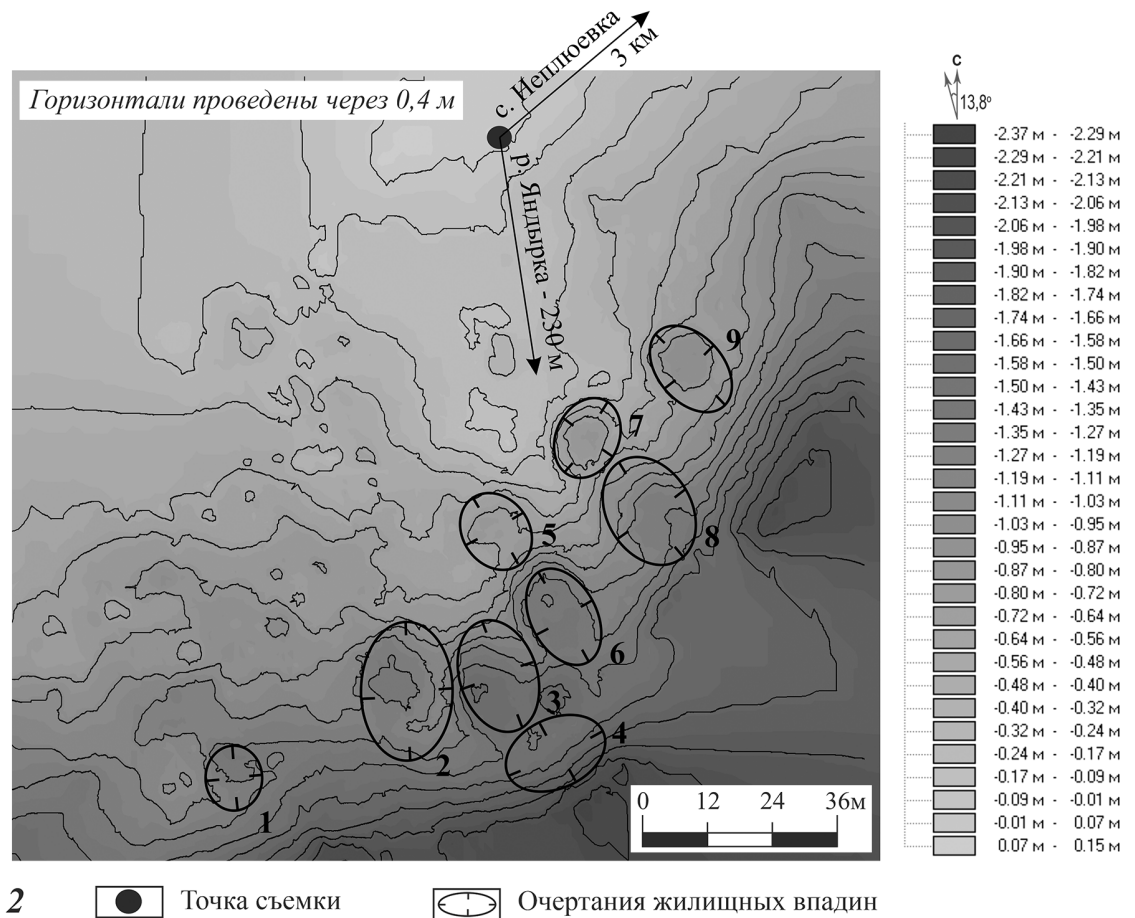 Горизонтали проведены через 0,4 м
с. Неплюевка
3 км
р. Яндырка - 230 м
9
7
5
8
6
3
4
2
1
0 12 24 36м
с
13,8°
-2.37 м - -2.29 м
-2.29 м - -2.21 м
-2.21 м - -2.13 м
-2.13 м - -2.06 м
-2.06 м - -1.98 м
-1.98 м - -1.90 м
-1.90 м - -1.82 м
-1.82 м - -1.74 м
-1.74 м - -1.66 м
-1.66 м - -1.58 м
-1.58 м - -1.50 м
-1.50 м - -1.43 м
-1.43 м - -1.35 м
-1.35 м - -1.27 м
-1.27 м - -1.19 м
-1.19 м - -1.11 м
-1.11 м - -1.03 м
-1.03 м - -0.95 м
-0.95 м - -0.87 м
-0.87 м - -0.80 м
-0.80 м - -0.72 м
-0.72 м - -0.64 м
-0.64 м - -0.56 м
-0.56 м - -0.48 м
-0.48 м - -0.40 м
-0.40 м - -0.32 м
-0.32 м - -0.24 м
-0.24 м - -0.17 м
-0.17 м - -0.09 м
-0.09 м - -0.01 м
-0.01 м - 0.07 м
0.07 м - 0.15 м
2 Точка съемки Очертания жилищных впадин